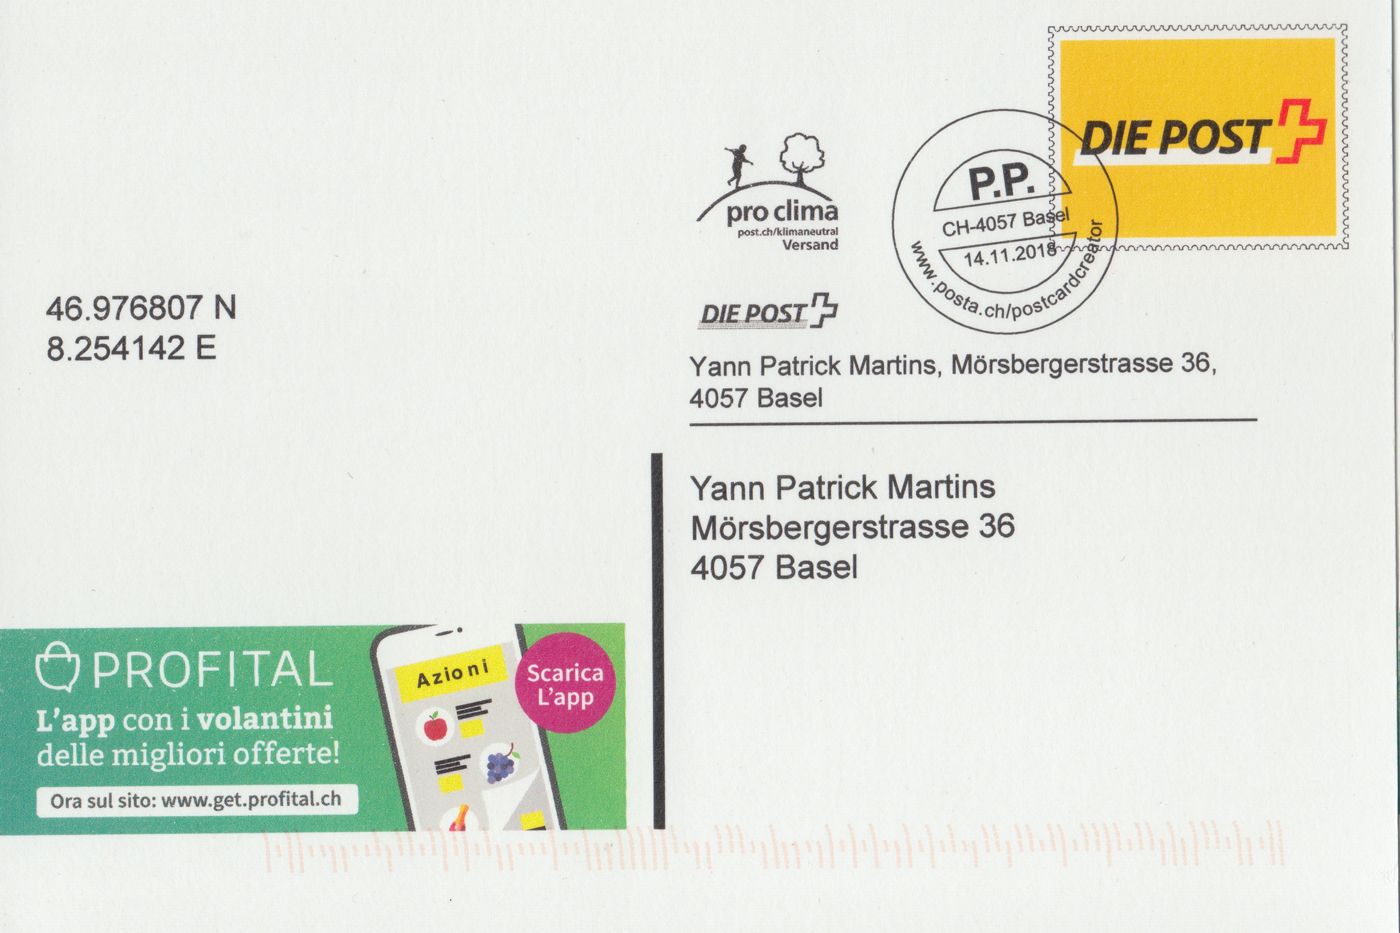 DIE POST
P.P.
CH-4057 Basel
14.11.2018
www.posta.ch/postcardcreator
pro clima
post.ch/klimaneutral
Versand
DIE POST
46.976807 N
8.254142 E
Yann Patrick Martins, Mörsbergerstrasse 36,
4057 Basel
Yann Patrick Martins
Mörsbergerstrasse 36
4057 Basel
PROFITAL
L'app con i volantini
delle migliori offerte!
Ora sul sito: www.get.profital.ch
Azioni
Scarica
L'app